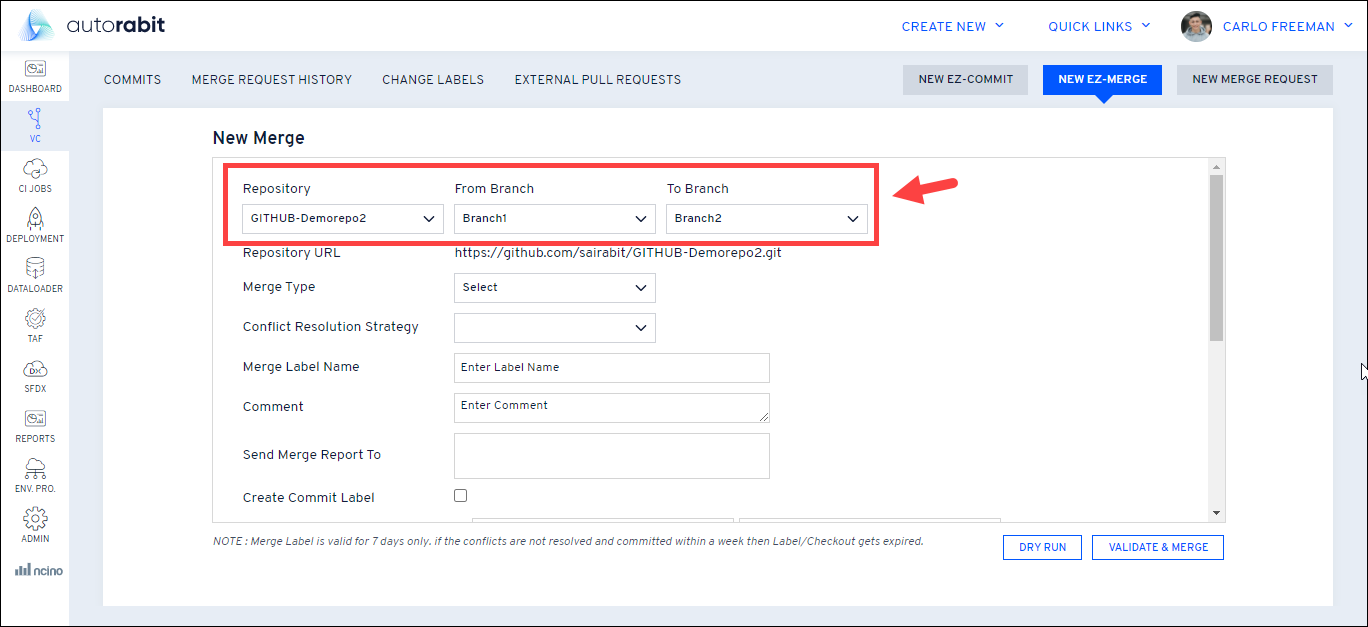 autorabit
CREATE NEW
QUICK LINKS
CARLO FREEMAN
DASHBOARD
VC
CI JOBS
DEPLOYMENT
DATALOADER
TAF
SFDX
REPORTS
ENV. PRO.
ADMIN
ncino
COMMITS MERGE REQUEST HISTORY CHANGE LABELS EXTERNAL PULL REQUESTS
NEW EZ-COMMIT NEW EZ-MERGE NEW MERGE REQUEST
New Merge
Repository From Branch To Branch
GITHUB-Demorepo2 Branch1 Branch2
Repository URL https://github.com/sairabit/GITHUB-Demorepo2.git
Merge Type Select
Conflict Resolution Strategy
Merge Label Name Enter Label Name
Comment Enter Comment
Send Merge Report To
Create Commit Label
NOTE : Merge Label is valid for 7 days only. if the conflicts are not resolved and committed within a week then Label/Checkout gets expired.
DRY RUN VALIDATE & MERGE